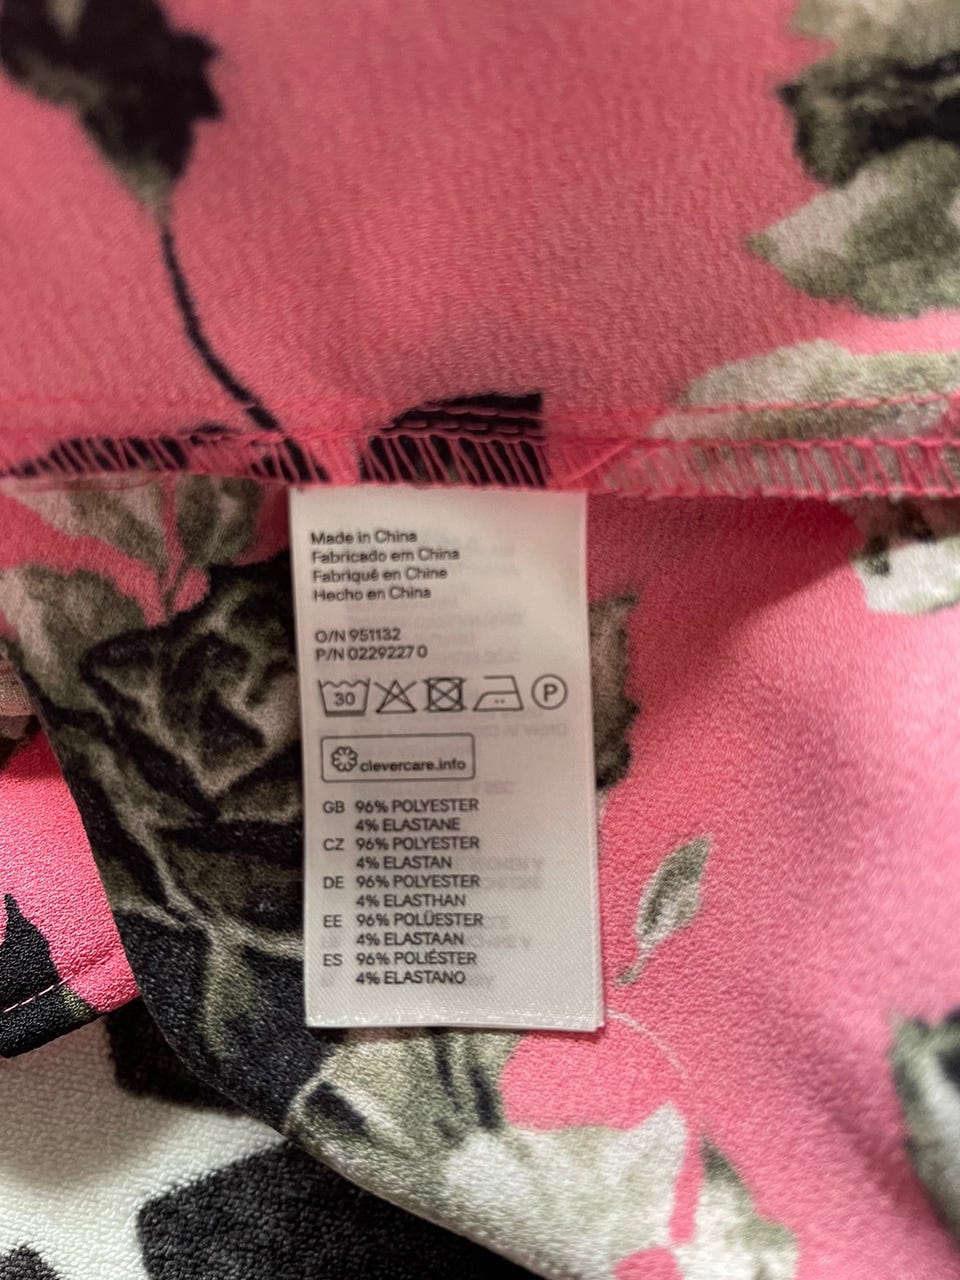 Made in China
Fabricado em China
Fabriqué en Chine
Hecho en China
O/N 951132
P/N 0229227 0
30 P
clevercare.info
GB 96% POLYESTER
4% ELASTANE
CZ 96% POLYESTER
4% ELASTAN
DE 96% POLYESTER
4% ELASTHAN
EE 96% POLÜESTER
4% ELASTAAN
ES 96% POLIÉSTER
4% ELASTANO